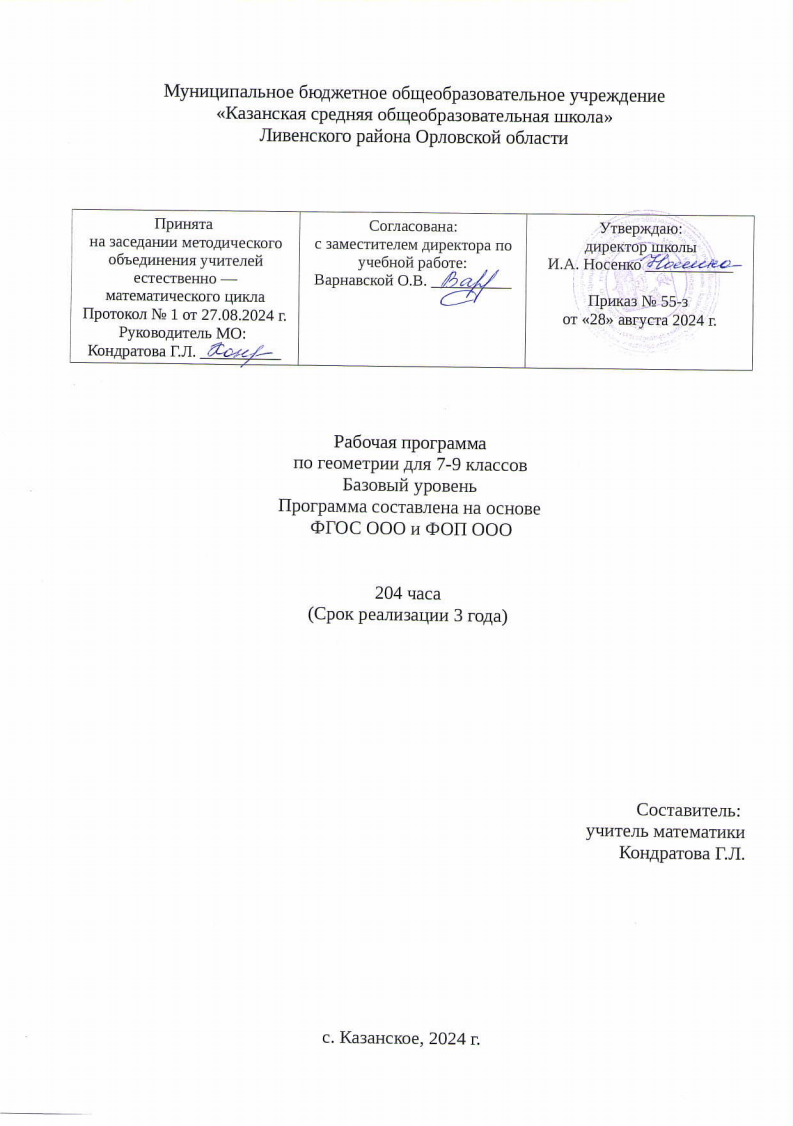 Муниципальное бюджетное общеобразовательное учреждение
«Казанская средняя общеобразовательная школа»
Ливенского района Орловской области
Принята
на заседании методического
объединения учителей
естественно —
математического цикла
Протокол № 1 от 27.08.2024 г.
Руководитель МО:
Кондратова Г.Л.
Согласована:
с заместителем директора по
учебной работе:
Варнавской О.В.
Утверждаю:
директор школы
И.А. Носенко Носенко
Приказ № 55-з
от «28» августа 2024 г.
Рабочая программа
по геометрии для 7-9 классов
Базовый уровень
Программа составлена на основе
ФГОС ООО и ФОП ООО
204 часа
(Срок реализации 3 года)
Составитель:
учитель математики
Кондратова Г.Л.
с. Казанское, 2024 г.